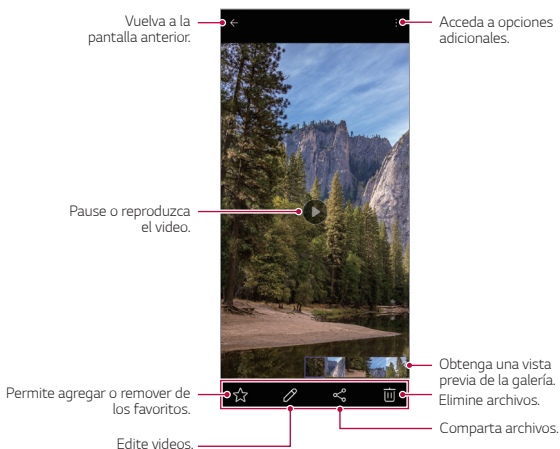 Vuelva a la
pantalla anterior.
Acceda a opciones
adicionales.
Pause o reproduzca
el video.
Obtenga una vista
previa de la galería.
Permite agregar o remover de
los favoritos.
Elimine archivos.
Comparta archivos.
Edite videos.